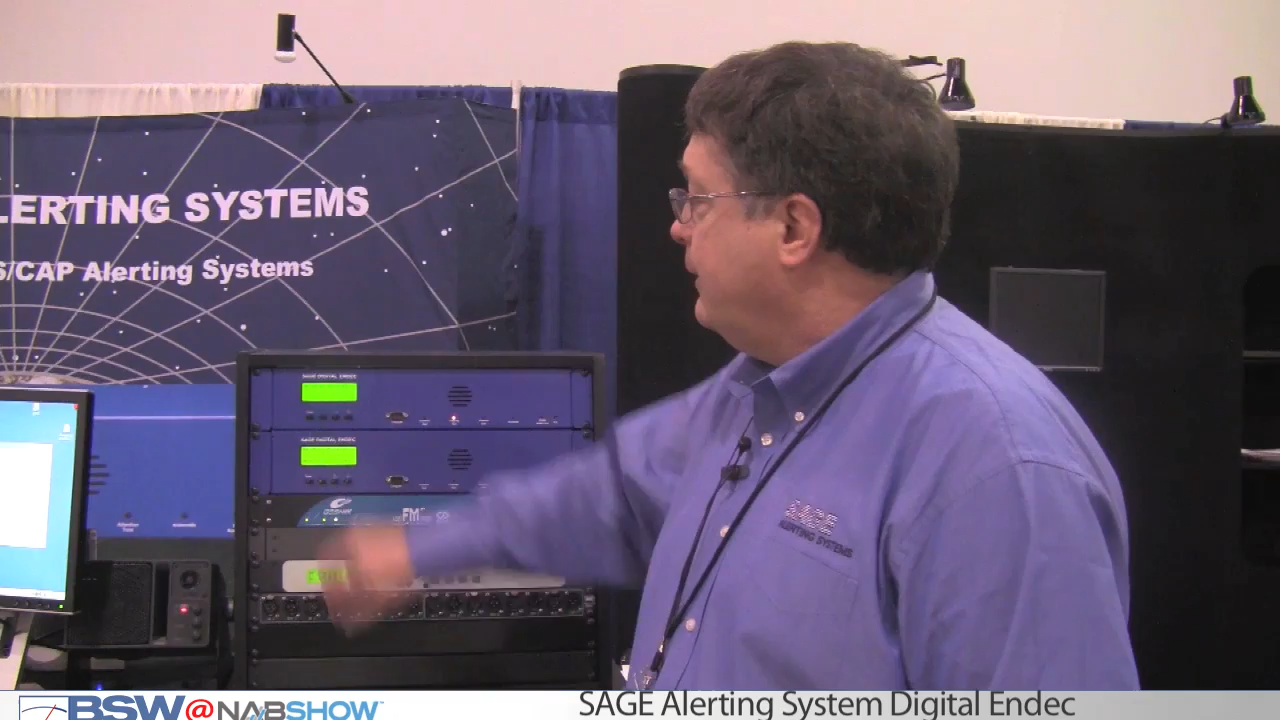 LERTING SYSTEMS
S/CAP Alerting Systems
SAGE DIGITAL ENDEC
SAGE DIGITAL ENDEC
FM
SAGE
ALERTING SYSTEMS
BSW@NABSHOW
SAGE Alerting System Digital Endec